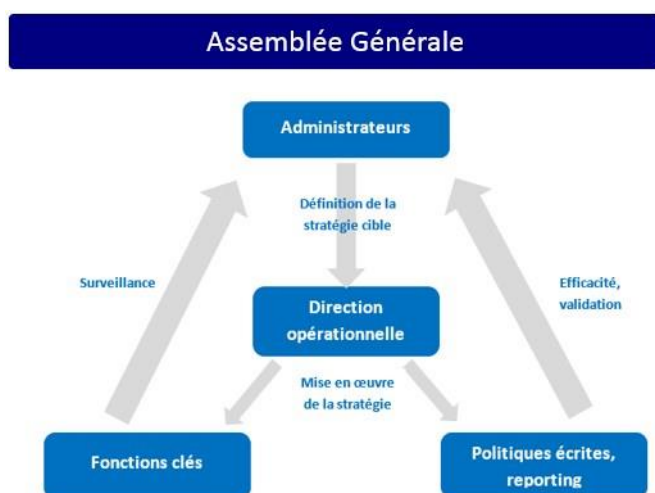 Assemblée Générale
Administrateurs
Définition de la
stratégie cible
Surveillance
Efficacité,
validation
Direction
opérationnelle
Mise en œuvre
de la stratégie
Fonctions clés
Politiques écrites,
reporting